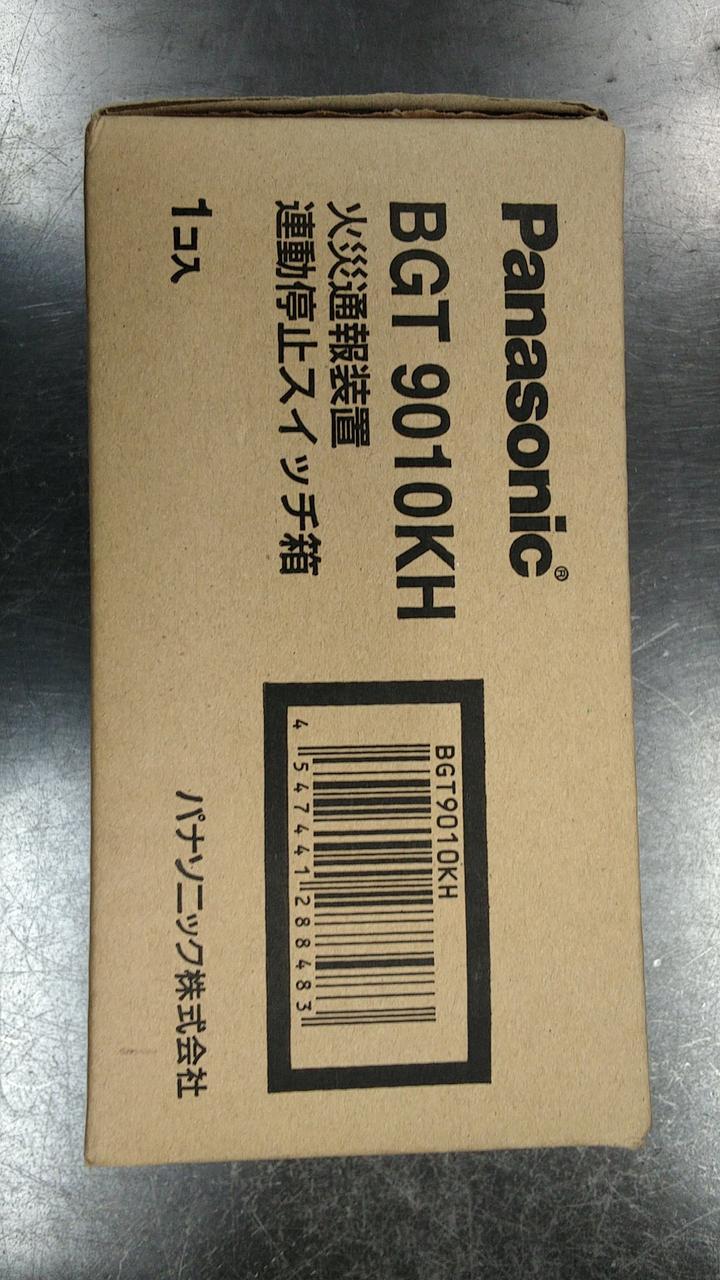 Panasonic®
BGT 9010KH
火災通報装置
連動停止スイッチ箱
1コ入
BGT9010KH
4 547441 288483
パナソニック株式会社